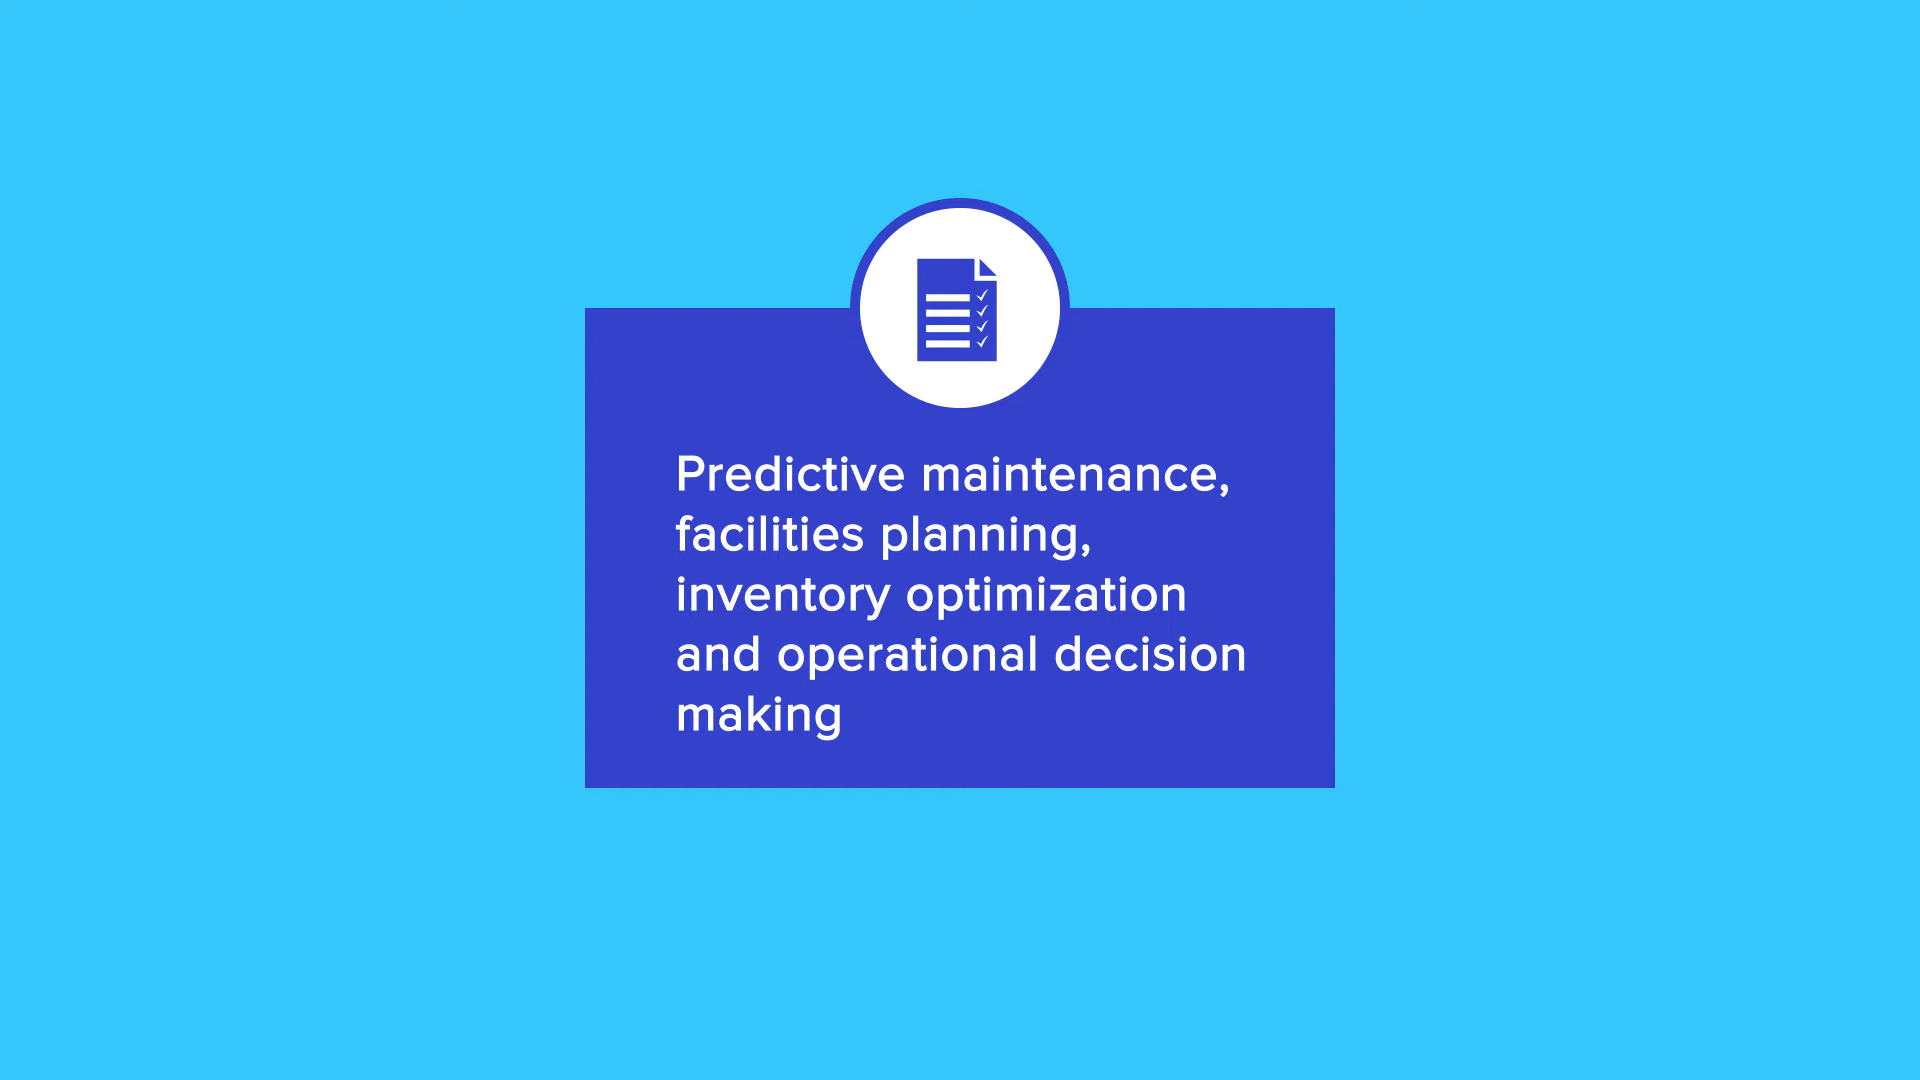 Predictive maintenance,
facilities planning,
inventory optimization
and operational decision
making